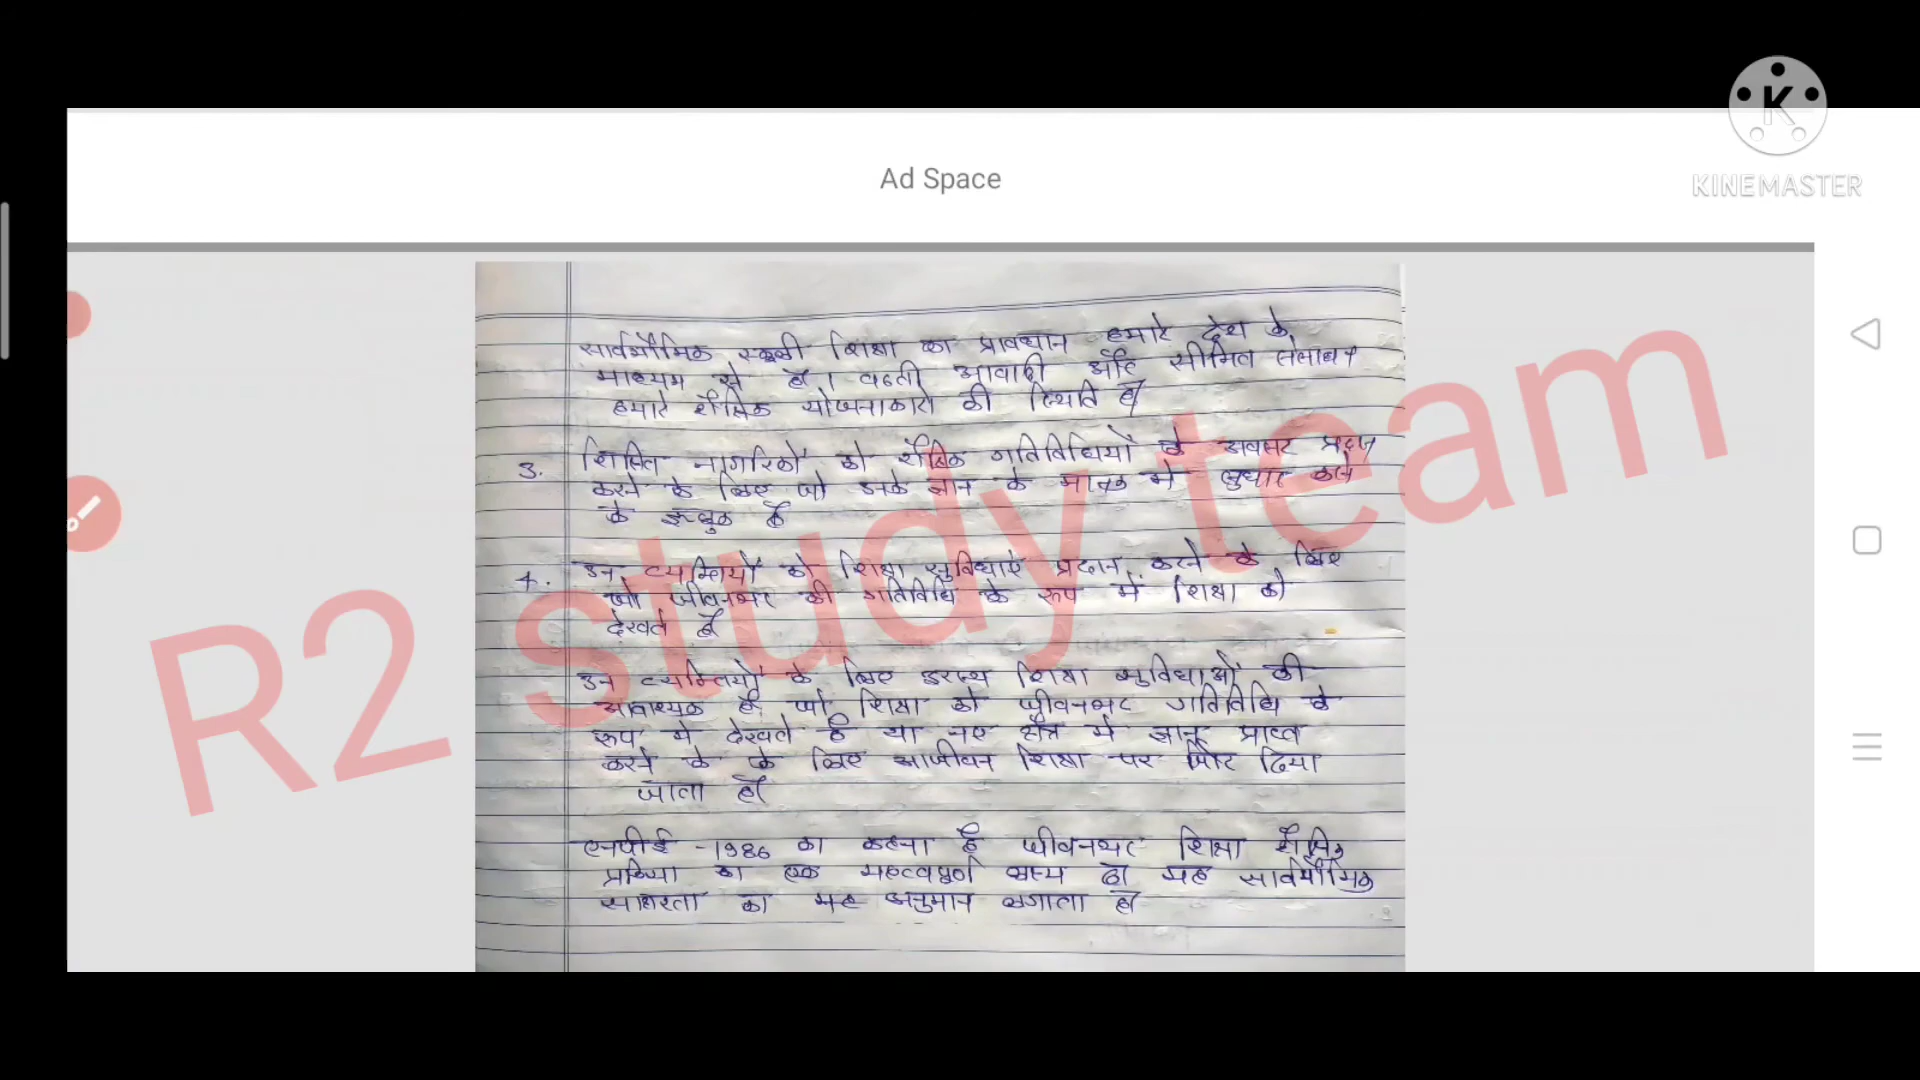 Ad Space
K
KINEMASTER
सार्वभौमिक स्कूली शिक्षा का प्रावधान हमारे देश के
माध्यम से है। बढती आबादी और सीमित संसाधन
हमारे शैक्षिक योजनाकारो की स्थिति है
3. शिक्षित नागरिको को शैक्षिक गतिविधियों के अवसर प्रदान
करने के लिए जो उनके ज्ञान के मानक मे सुधार करने
के इच्छुक है
4. उन व्यक्तियों को शिक्षा सुविधाएं प्रदान करने के लिए
जो जीवनभर की गतिविधि के रूप में शिक्षा को
देखते है
उन व्यक्तियों के लिए दूरस्थ शिक्षा सुविधाओं की
आवश्यक है जो शिक्षा को जीवनभर गतिविधि के
रूप मे देखते है या नए क्षेत्र मे ज्ञान प्राप्त
करने के के लिए आजीवन शिक्षा पर जोर दिया
जाता है
एनपीई -1986 का कहना है जीवनभर शिक्षा शैक्षिक
प्रक्रिया का एक महत्वपूर्ण लक्ष्य है यह सार्वभौमिक
साक्षरता का यह अनुमान लगाता है
R2 study team